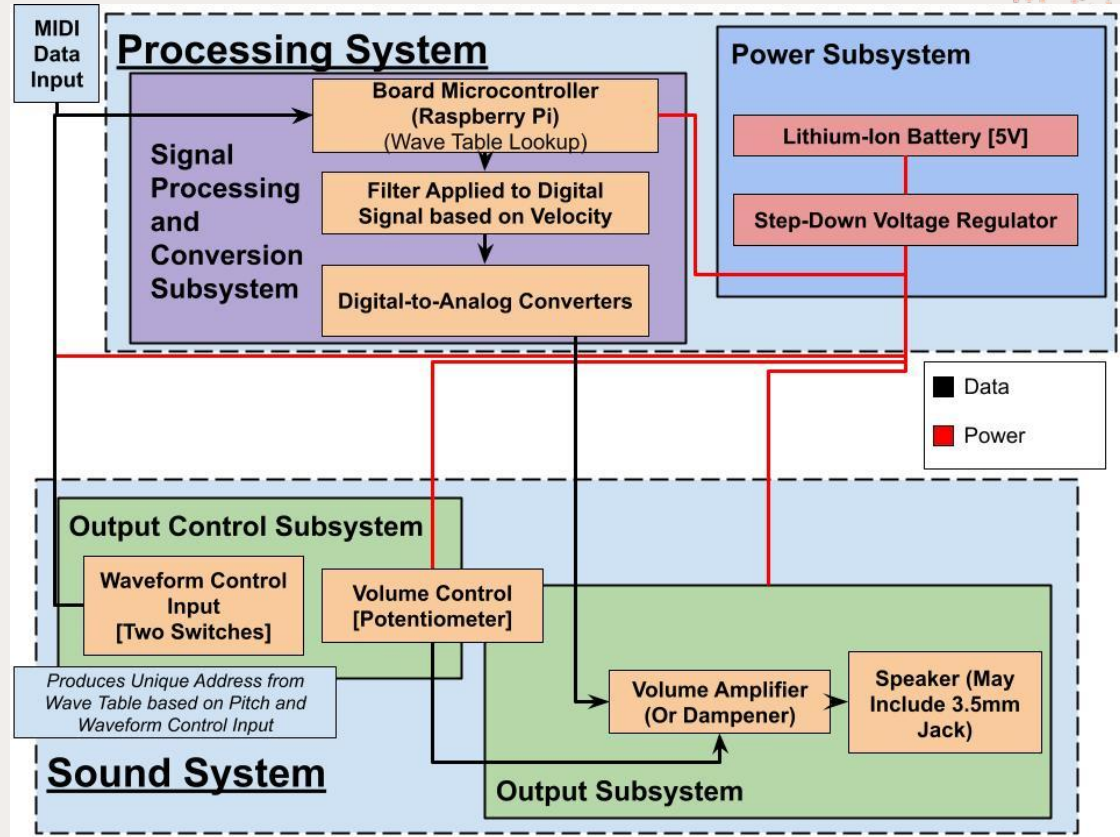 MIDI
Data
Input
Processing System
Power Subsystem
Board Microcontroller
(Raspberry Pi)
(Wave Table Lookup)
Lithium-Ion Battery [5V]
Signal
Processing
and
Conversion
Subsystem
Filter Applied to Digital
Signal based on Velocity
Step-Down Voltage Regulator
Digital-to-Analog Converters
Data
Power
Output Control Subsystem
Waveform Control
Input
[Two Switches]
Volume Control
[Potentiometer]
Produces Unique Address from
Wave Table based on Pitch and
Waveform Control Input
Volume Amplifier
(Or Dampener)
Speaker (May
Include 3.5mm
Jack)
Sound System
Output Subsystem